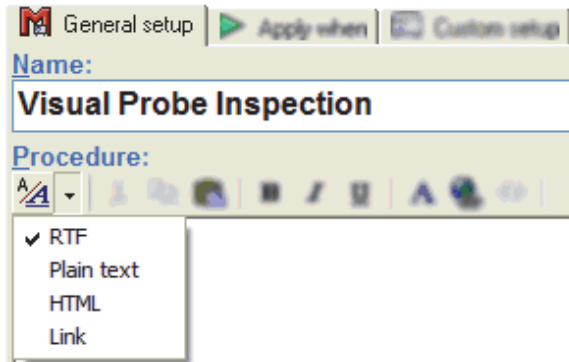 General setup Apply when Custom setup
Name:
Visual Probe Inspection
Procedure:
RTF
Plain text
HTML
Link